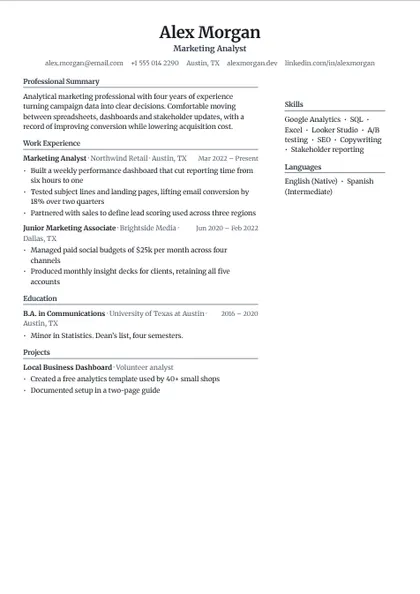 Alex Morgan
Marketing Analyst
alex.morgan@email.com +1 555 014 2290 Austin, TX alexmorgan.dev linkedin.com/in/alexmorgan
Professional Summary
Analytical marketing professional with four years of experience
turning campaign data into clear decisions. Comfortable moving
between spreadsheets, dashboards and stakeholder updates, with a
record of improving conversion while lowering acquisition cost.
Work Experience
Marketing Analyst · Northwind Retail · Austin, TX Mar 2022 – Present
• Built a weekly performance dashboard that cut reporting time from
six hours to one
• Tested subject lines and landing pages, lifting email conversion by
18% over two quarters
• Partnered with sales to define lead scoring used across three regions
Junior Marketing Associate · Brightside Media · Jun 2020 – Feb 2022
Dallas, TX
• Managed paid social budgets of $25k per month across four
channels
• Produced monthly insight decks for clients, retaining all five
accounts
Education
B.A. in Communications · University of Texas at Austin · 2016 – 2020
Austin, TX
• Minor in Statistics. Dean's list, four semesters.
Projects
Local Business Dashboard · Volunteer analyst
• Created a free analytics template used by 40+ small shops
• Documented setup in a two-page guide
Skills
Google Analytics • SQL •
Excel • Looker Studio • A/B
testing • SEO • Copywriting
• Stakeholder reporting
Languages
English (Native) • Spanish
(Intermediate)